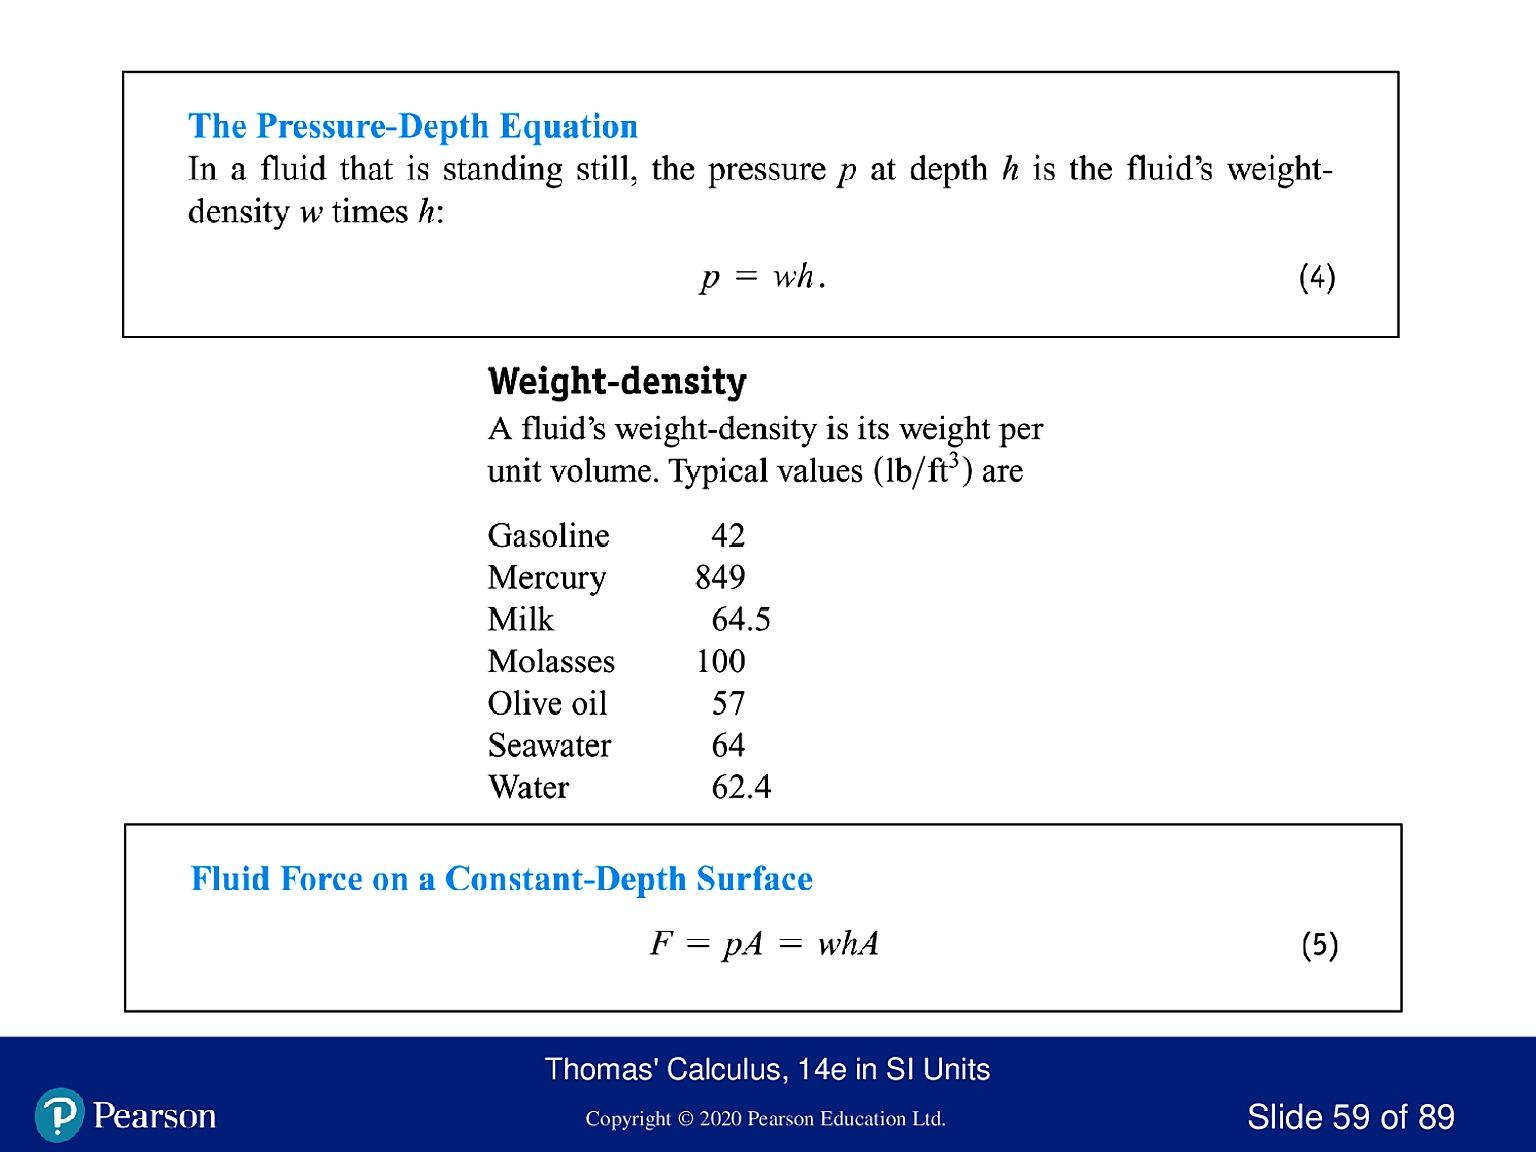 The Pressure-Depth Equation
In a fluid that is standing still, the pressure p at depth h is the fluid’s weight-
density w times h:
p = wh. (4)
Weight-density
A fluid’s weight-density is its weight per
unit volume. Typical values (lb/ft³) are
Gasoline 42
Mercury 849
Milk 64.5
Molasses 100
Olive oil 57
Seawater 64
Water 62.4
Fluid Force on a Constant-Depth Surface
F = pA = whA (5)
Thomas' Calculus, 14e in SI Units
Pearson
Copyright © 2020 Pearson Education Ltd.
Slide 59 of 89